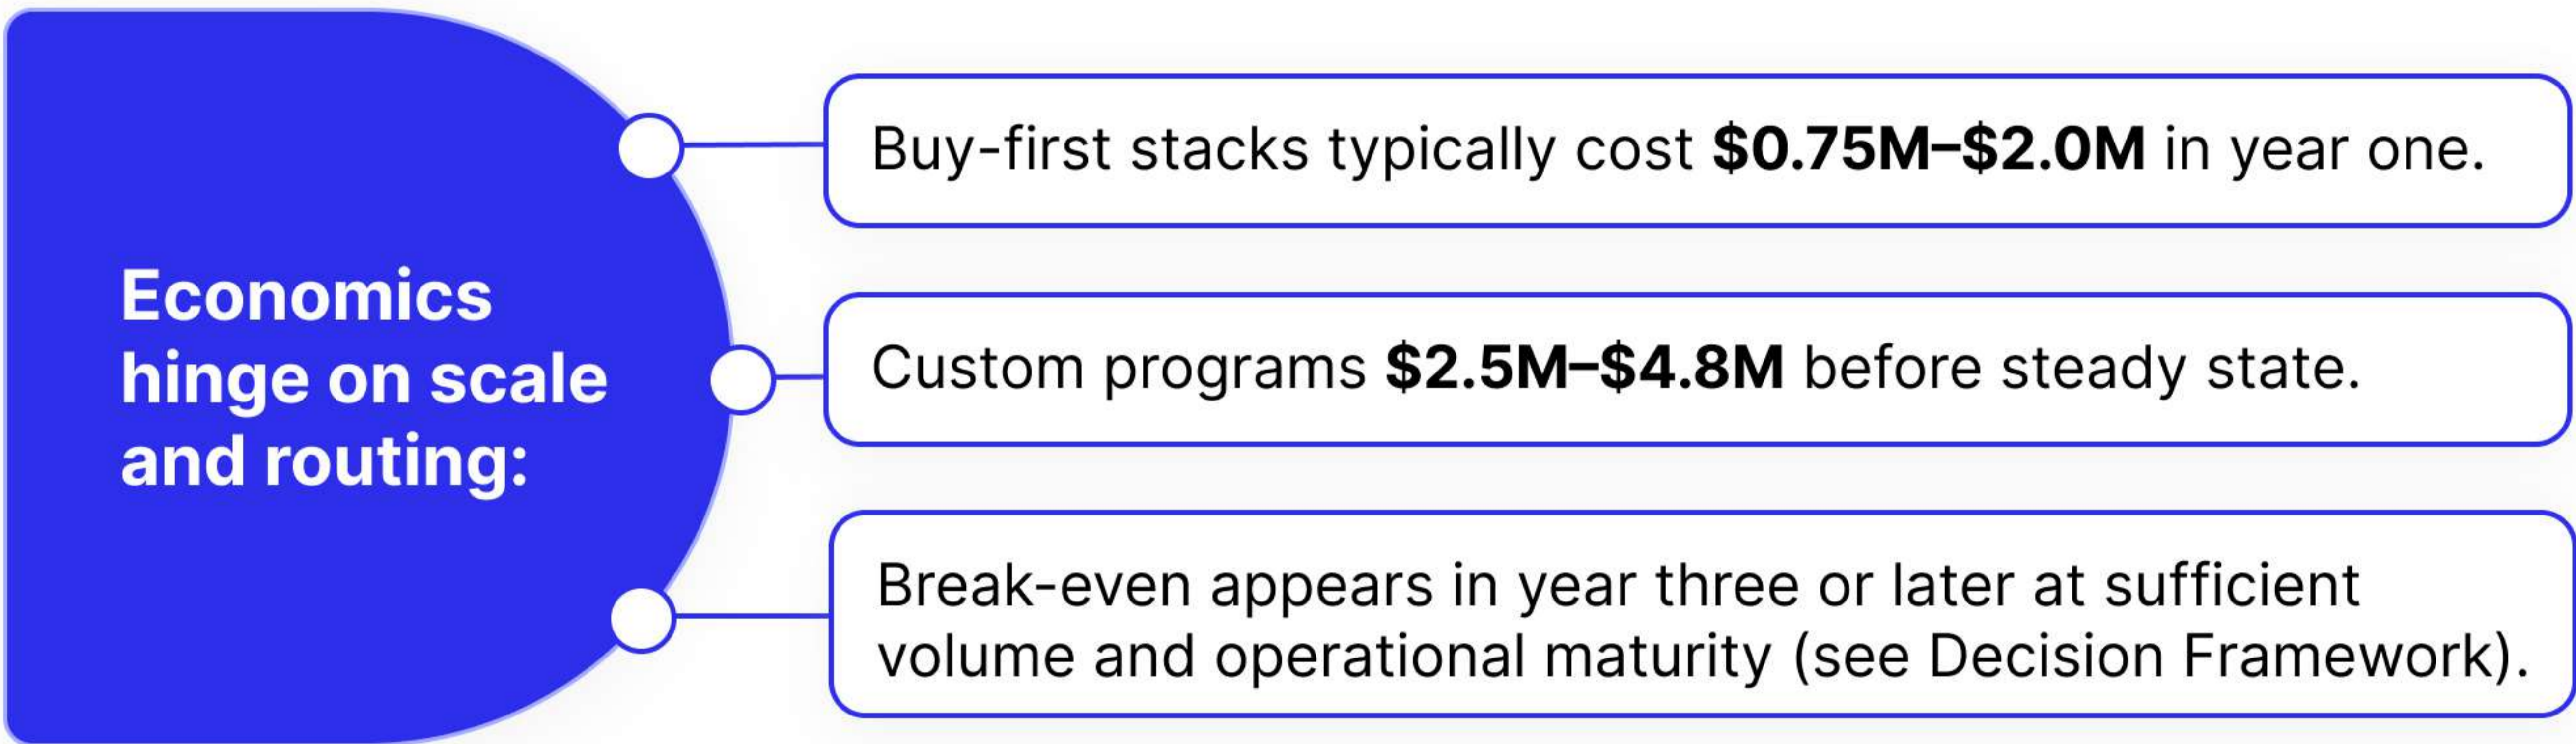 Economics
hinge on scale
and routing:
Buy-first stacks typically cost $0.75M–$2.0M in year one.
Custom programs $2.5M–$4.8M before steady state.
Break-even appears in year three or later at sufficient
volume and operational maturity (see Decision Framework).